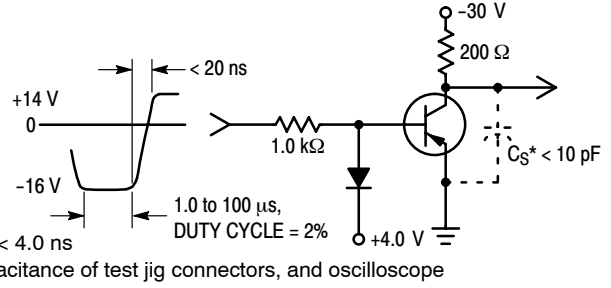 -30 V
< 20 ns
200 Ω
+14 V
0
1.0 kΩ
CS* < 10 pF
-16 V
1.0 to 100 μs,
DUTY CYCLE = 2%
+4.0 V
< 4.0 ns
acitance of test jig connectors, and oscilloscope